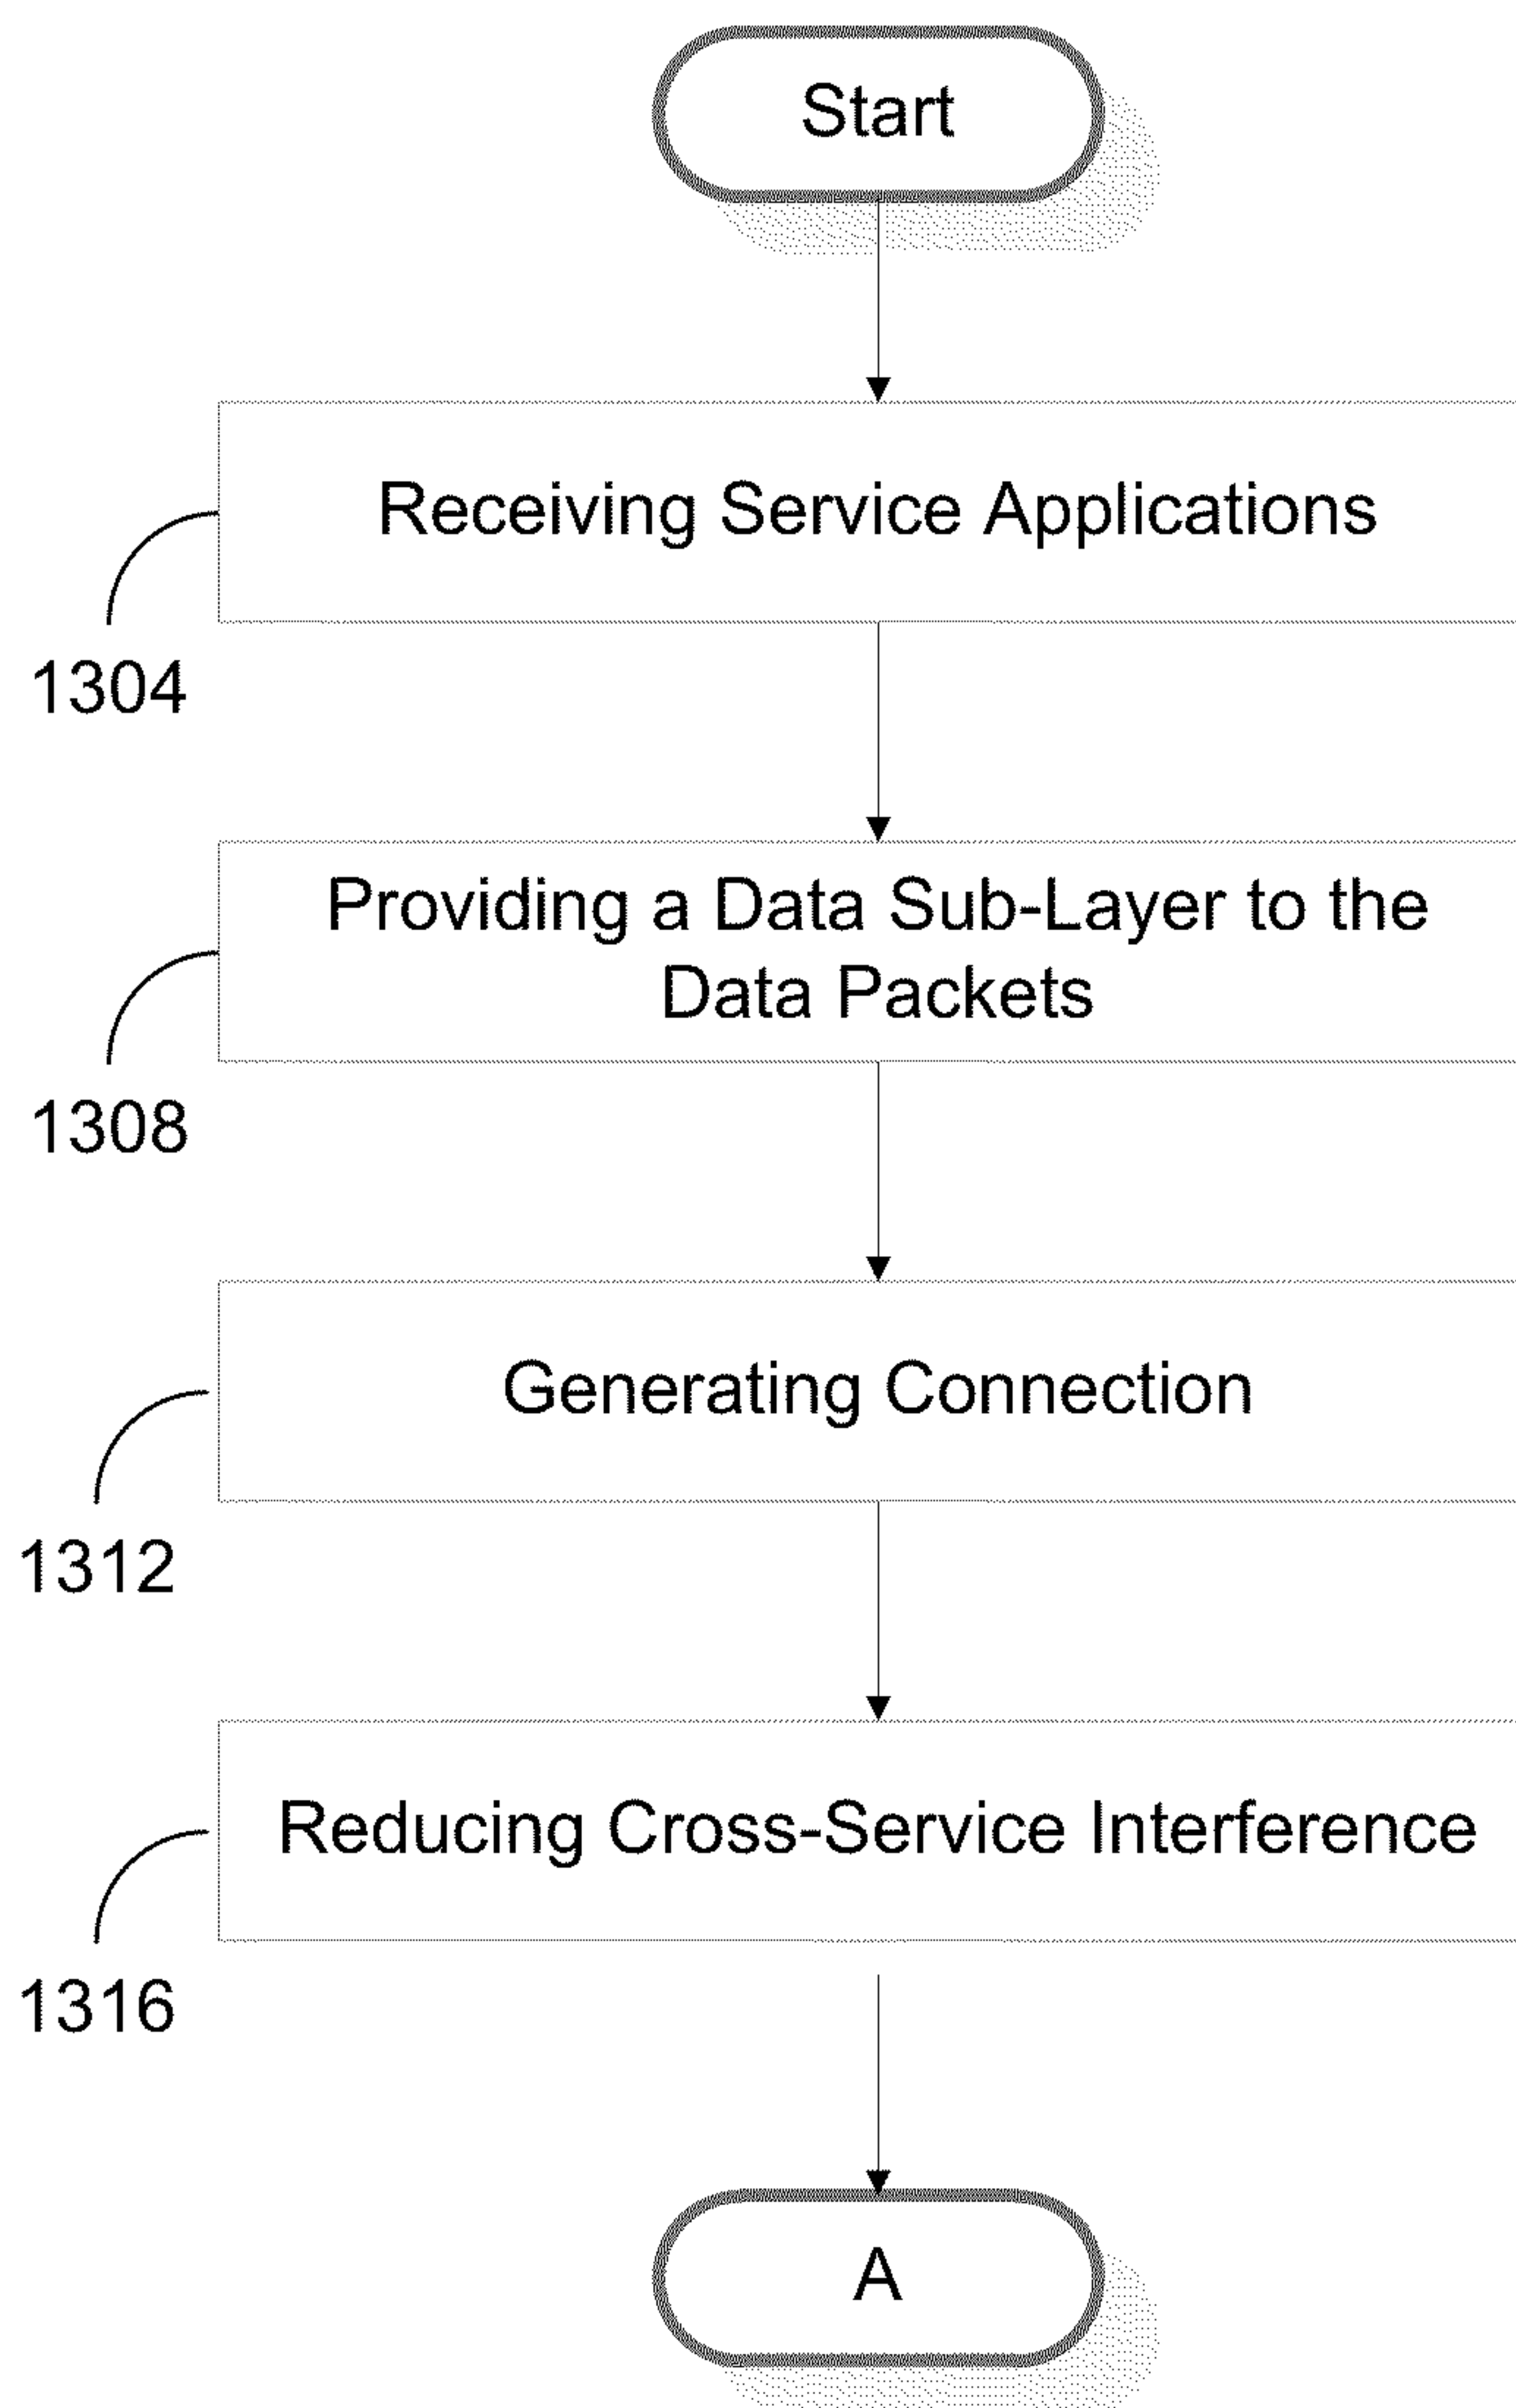 Start
Receiving Service Applications
1304
Providing a Data Sub-Layer to the
Data Packets
1308
Generating Connection
1312
Reducing Cross-Service Interference
1316
A